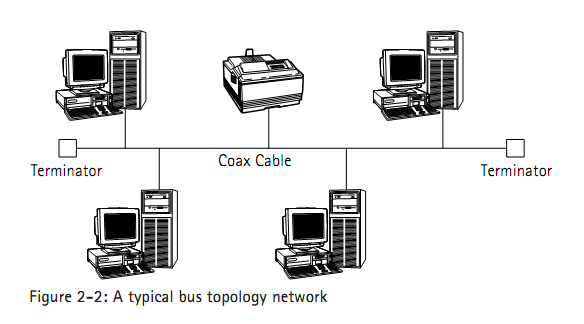 Coax Cable
Terminator
Terminator
Figure 2-2: A typical bus topology network